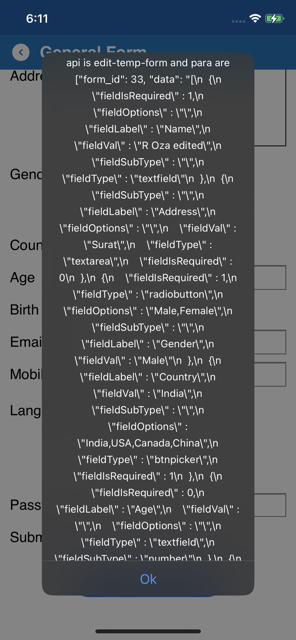 6:11
General Form
api is edit-temp-form and para are
["form_id": 33, "data": "[\n  {\n
\"fieldIsRequired\" : 1,\n
\"fieldOptions\" : \"\",\n
\"fieldLabel\" : \"Name\",\n
\"fieldVal\" : \"R Oza edited\",\n
\"fieldSubType\" : \"\",\n
\"fieldType\" : \"textfield\"\n  },\n  {\n
\"fieldSubType\" : \"\",\n
\"fieldLabel\" : \"Address\",\n
\"fieldOptions\" : \"\",\n    \"fieldVal\" :
\"Surat\",\n    \"fieldType\" :
\"textarea\",\n    \"fieldIsRequired\" :
0\n  },\n  {\n    \"fieldIsRequired\" : 1,\n
\"fieldType\" : \"radiobutton\",\n
\"fieldOptions\" : \"Male,Female\",\n
\"fieldSubType\" : \"\",\n
\"fieldLabel\" : \"Gender\",\n
\"fieldVal\" : \"Male\"\n  },\n  {\n
\"fieldLabel\" : \"Country\",\n
\"fieldVal\" : \"India\",\n
\"fieldSubType\" : \"\",\n
\"fieldOptions\" :
\"India,USA,Canada,China\",\n
\"fieldType\" : \"btnpicker\",\n
\"fieldIsRequired\" : 1\n  },\n  {\n
\"fieldIsRequired\" : 0,\n
\"fieldLabel\" : \"Age\",\n    \"fieldVal\" :
\"\",\n    \"fieldOptions\" : \"\",\n
\"fieldType\" : \"textfield\",\n
\"fieldSubType\" : \"number\"\n  },\n  {\n
Ok
Addre
Gend
Coun
Age
Birth
Emai
Mobil
Lang
Pass
Subm